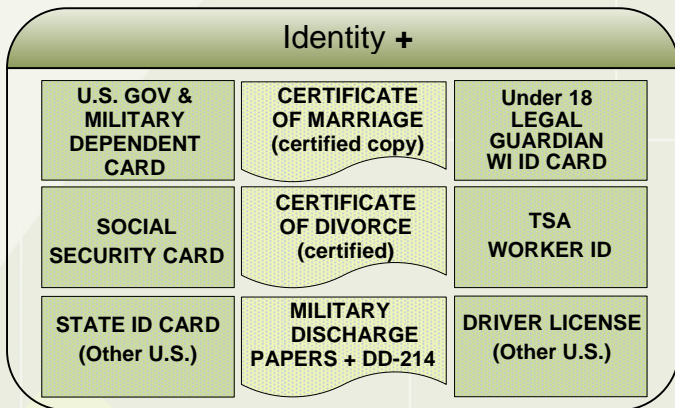 Identity +
U.S. GOV &
MILITARY
DEPENDENT
CARD
CERTIFICATE
OF MARRIAGE
(certified copy)
Under 18
LEGAL
GUARDIAN
WI ID CARD
SOCIAL
SECURITY CARD
CERTIFICATE
OF DIVORCE
(certified)
TSA
WORKER ID
STATE ID CARD
(Other U.S.)
MILITARY
DISCHARGE
PAPERS + DD-214
DRIVER LICENSE
(Other U.S.)